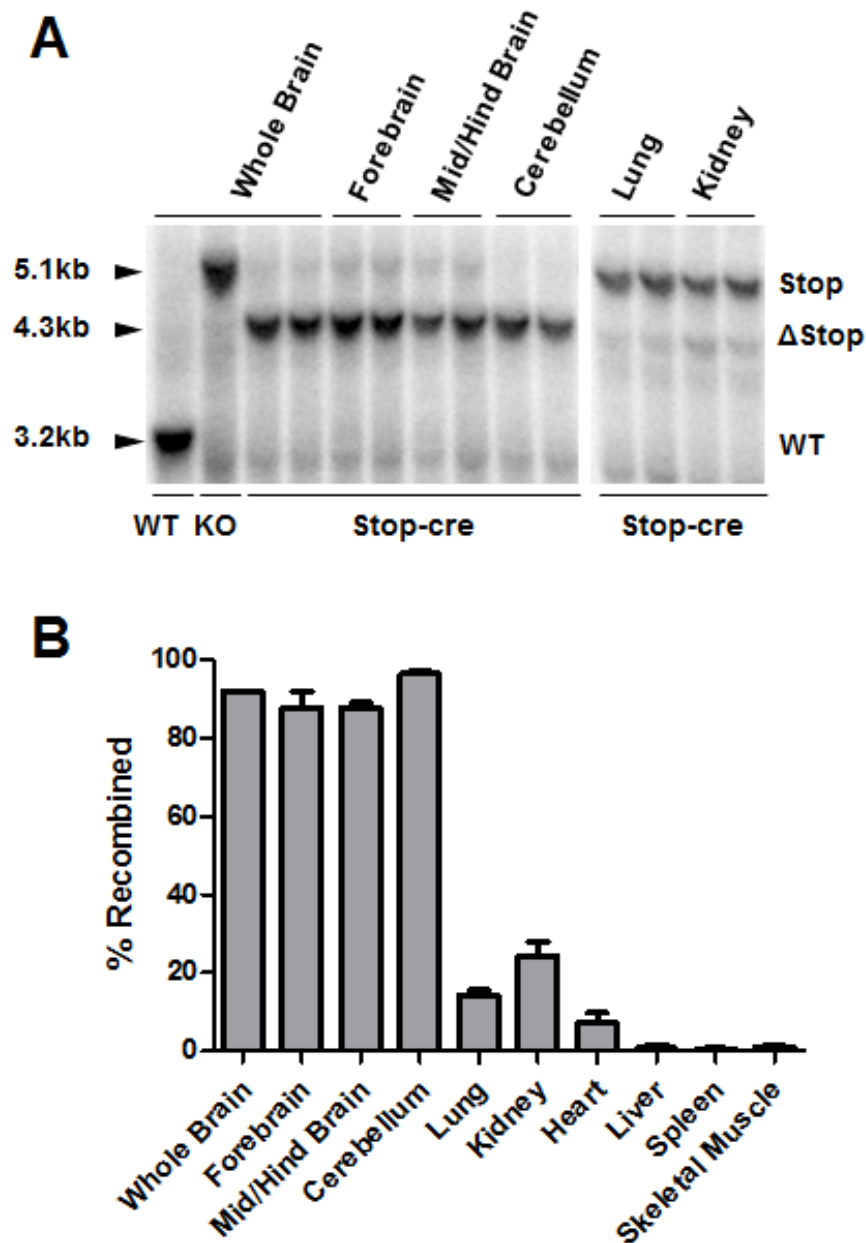 A
Whole Brain
Forebrain
Mid/Hind Brain
Cerebellum
Lung
Kidney
5.1kb
4.3kb
3.2kb
Stop
ΔStop
WT
WT
KO
Stop-cre
Stop-cre
B
% Recombined
100
80
60
40
20
0
Whole Brain
Forebrain
Mid/Hind Brain
Cerebellum
Lung
Kidney
Heart
Liver
Spleen
Skeletal Muscle